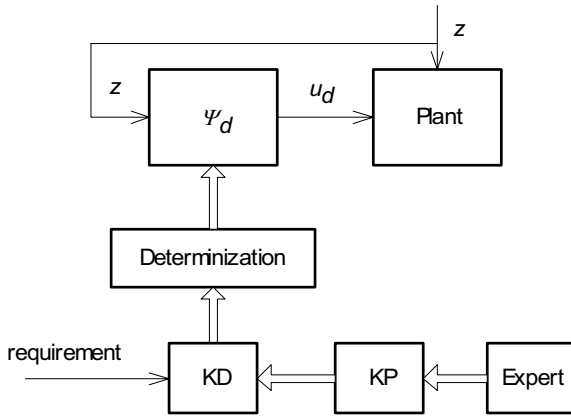 z
z
Ψd
ud
Plant
Determinization
requirement
KD
KP
Expert